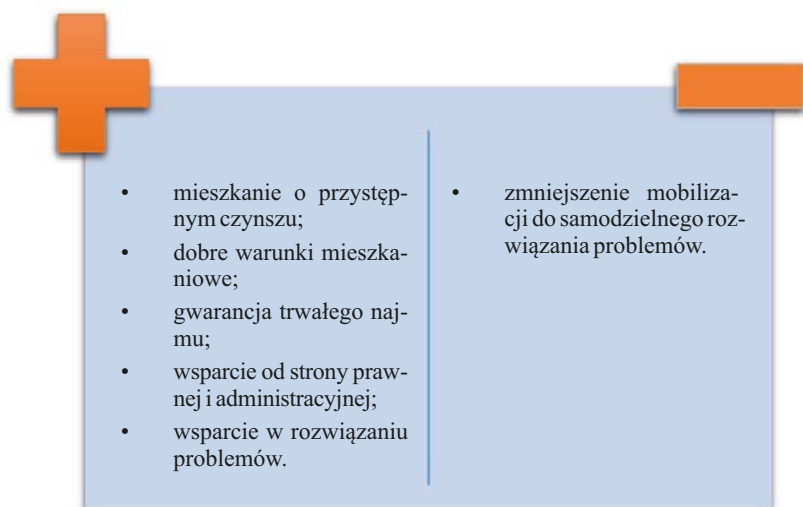 • mieszkanie o przystęp-
nym czynszu;
• dobre warunki mieszka-
niowe;
• gwarancja trwałego naj-
mu;
• wsparcie od strony praw-
nej i administracyjnej;
• wsparcie w rozwiązaniu
problemów.
• zmniejszenie mobiliza-
cji do samodzielnego roz-
wiązania problemów.